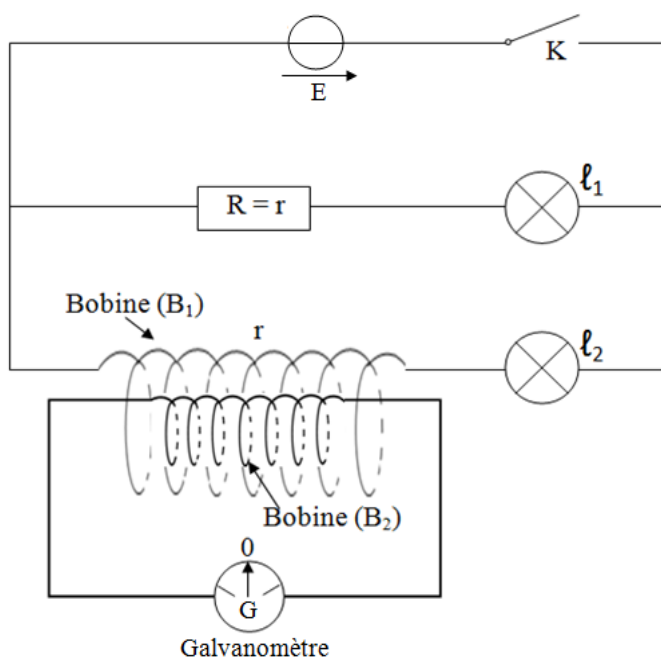 E
K
R = r
ℓ₁
Bobine (B₁)
r
ℓ₂
Bobine (B₂)
0
G
Galvanomètre